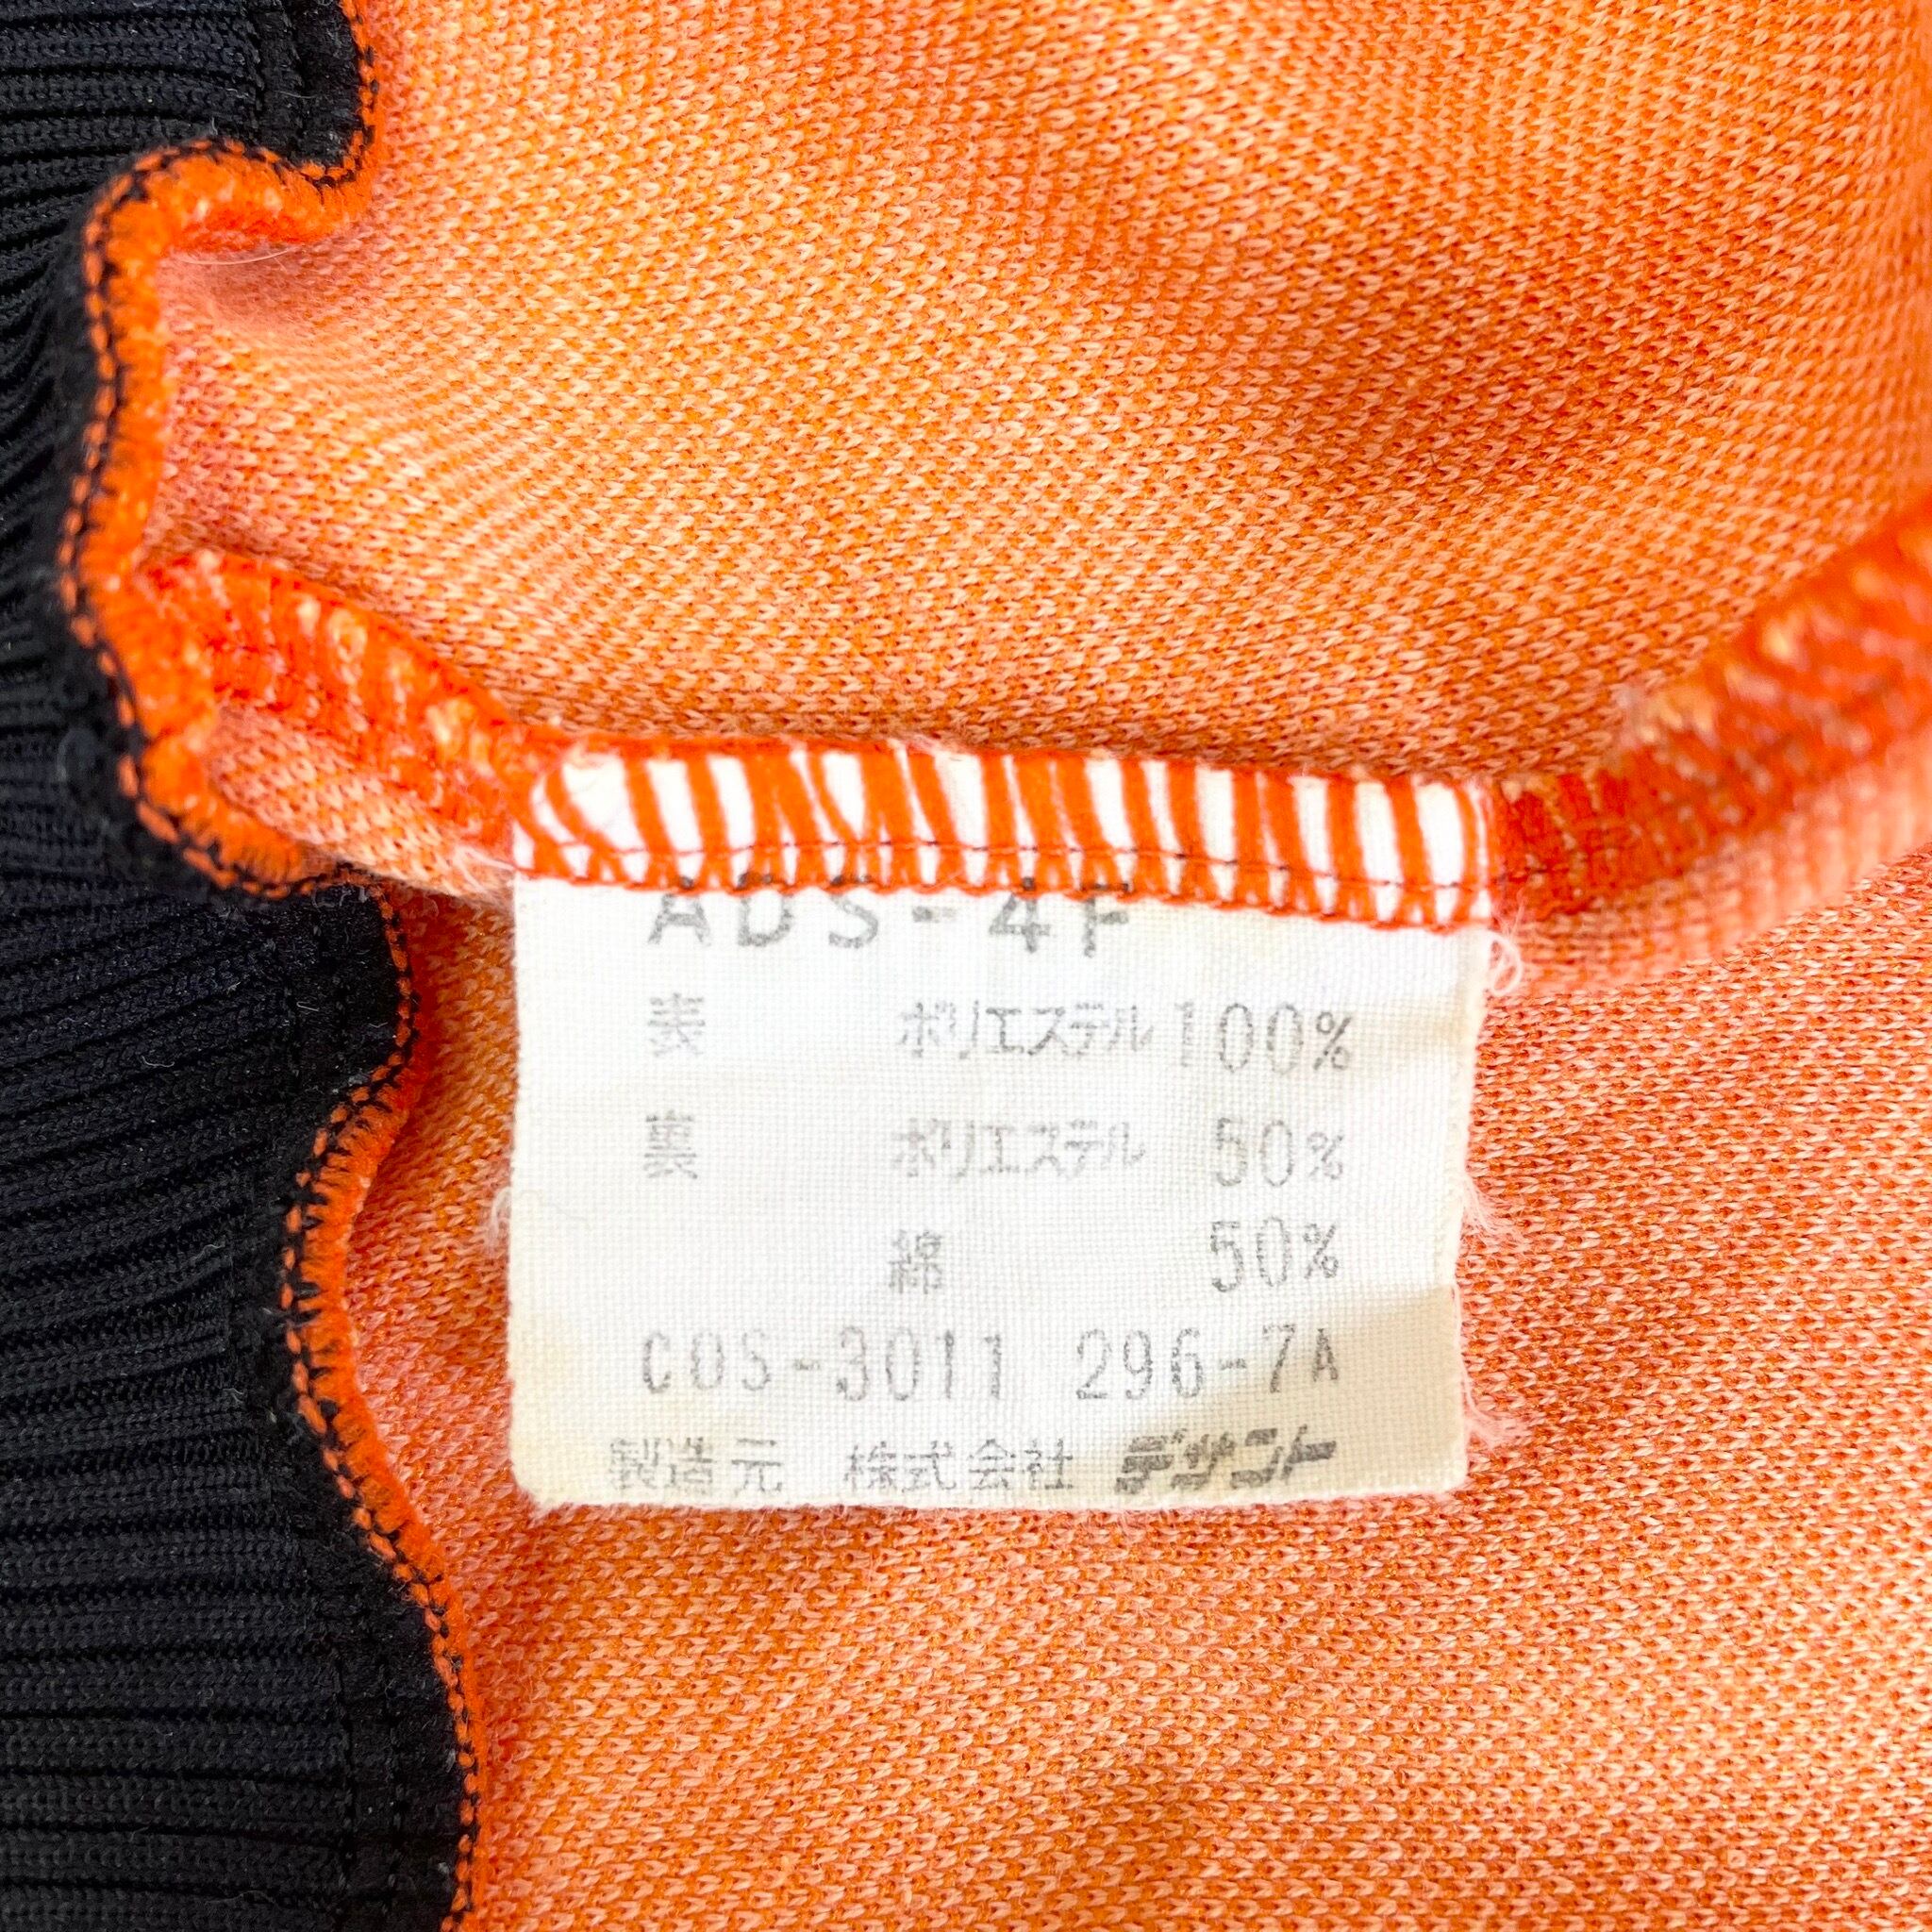 ADS-4F
表 ポリエステル 100%
裏 ポリエステル 50%
綿 50%
COS-3011 296-7A
製造元 株式会社 デサント